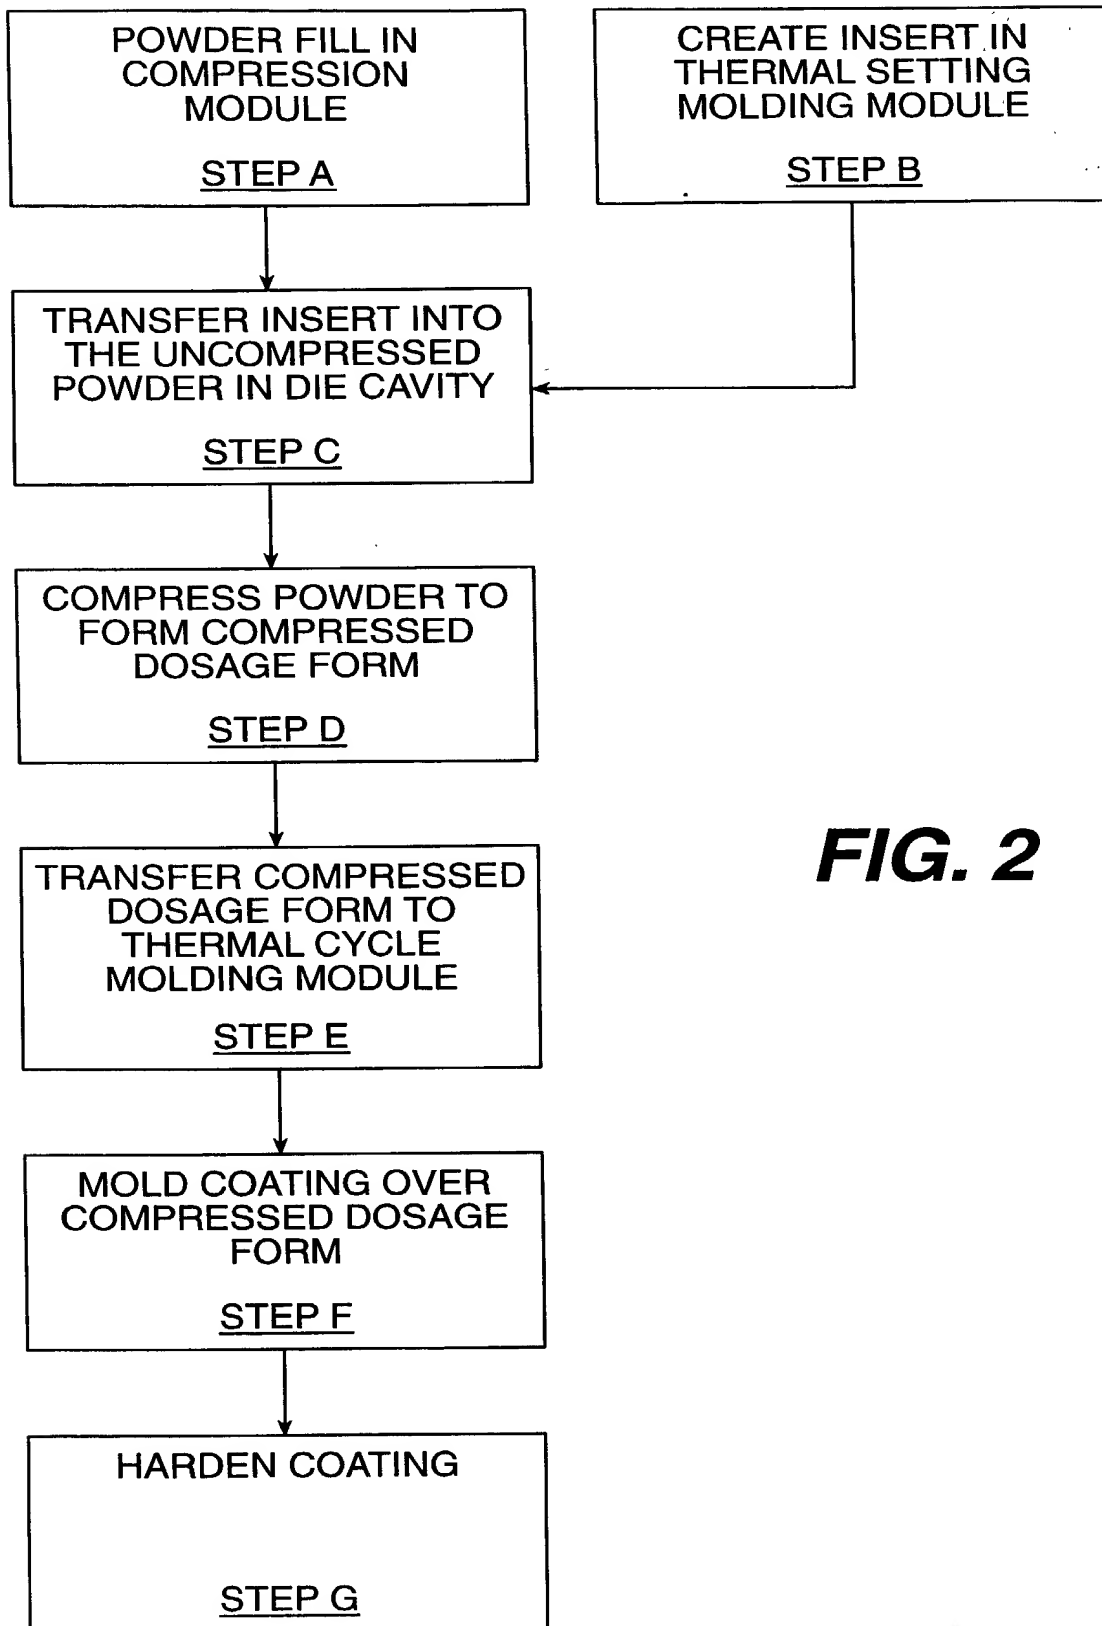 POWDER FILL IN
COMPRESSION
MODULE
STEP A
CREATE INSERT IN
THERMAL SETTING
MOLDING MODULE
STEP B
TRANSFER INSERT INTO
THE UNCOMPRESSED
POWDER IN DIE CAVITY
STEP C
COMPRESS POWDER TO
FORM COMPRESSED
DOSAGE FORM
STEP D
FIG. 2
TRANSFER COMPRESSED
DOSAGE FORM TO
THERMAL CYCLE
MOLDING MODULE
STEP E
MOLD COATING OVER
COMPRESSED DOSAGE
FORM
STEP F
HARDEN COATING
STEP G